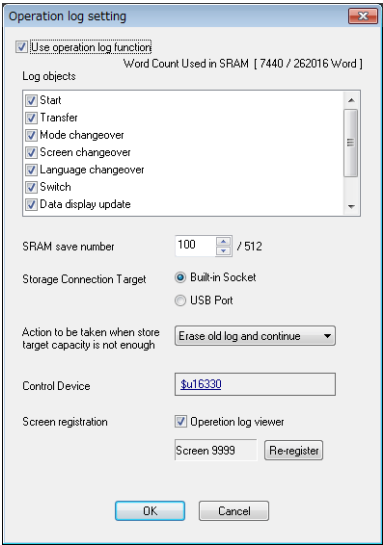 Operation log setting
Use operation log function
Word Count Used in SRAM [ 7440 / 262016 Word ]
Log objects
Start
Transfer
Mode changeover
Screen changeover
Language changeover
Switch
Data display update
SRAM save number 100 / 512
Storage Connection Target Built-in Socket
USB Port
Action to be taken when store
target capacity is not enough Erase old log and continue
Control Device $u16330
Screen registration Operetion log viewer
Screen 9999 Re-register
OK Cancel